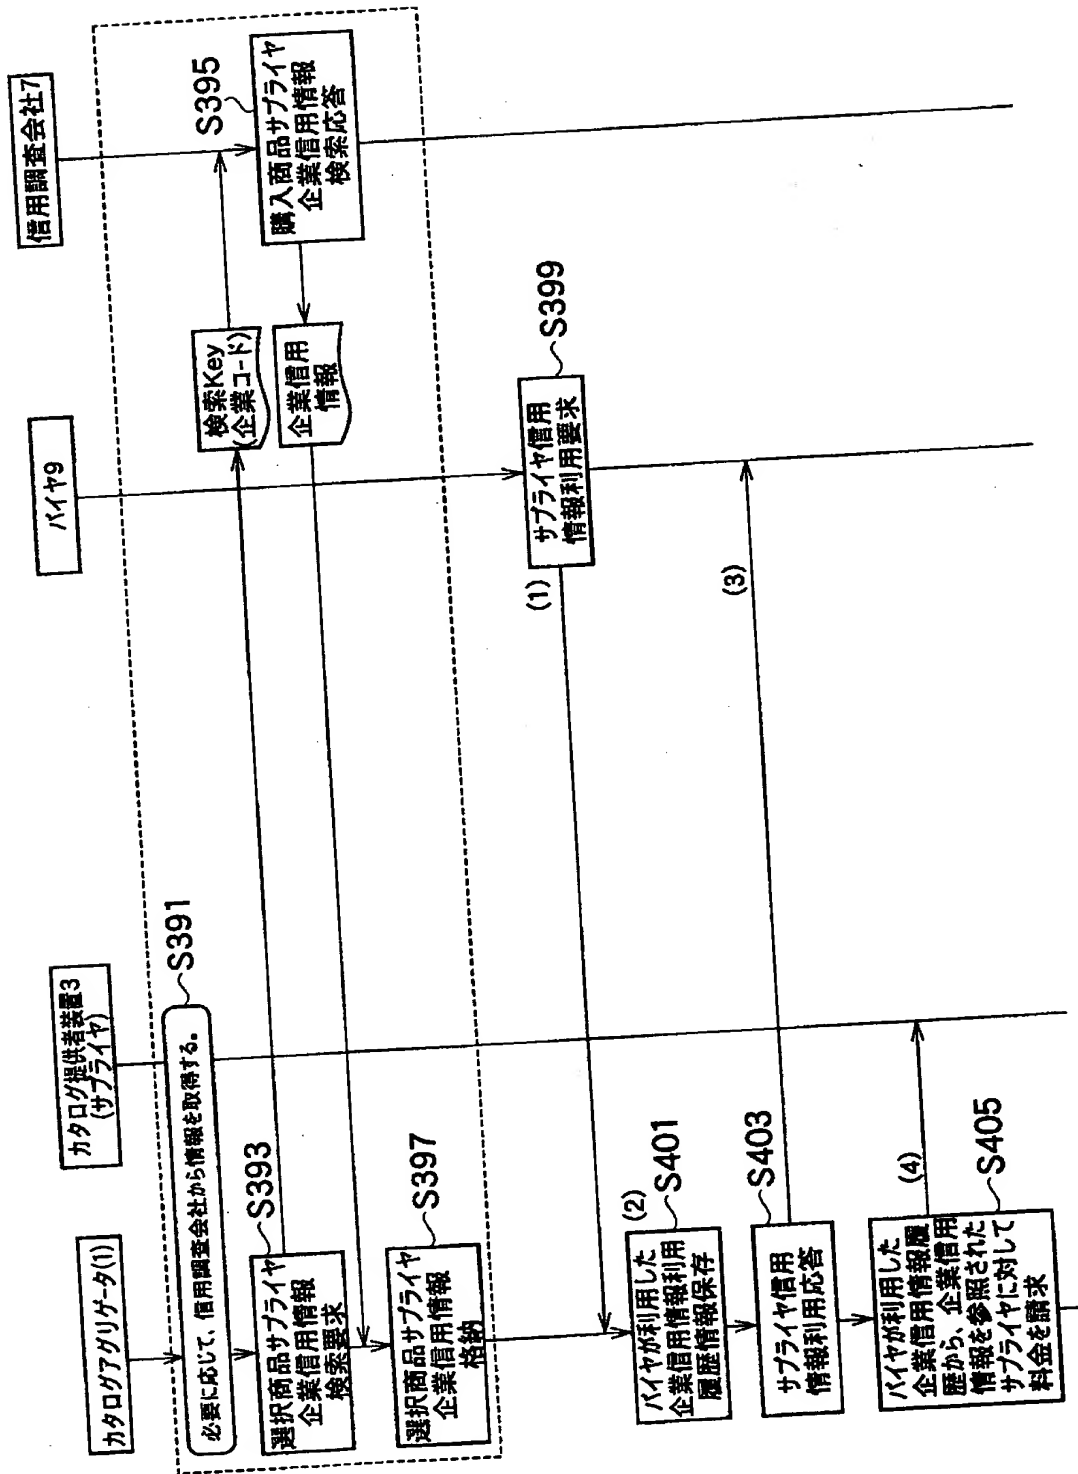 カタログアグリゲータ(1)
カタログ提供者装置3
(サプライヤ)
バイヤ9
信用調査会社7
必要に応じて、信用調査会社から情報を取得する。
S391
選択商品サプライヤ
企業信用情報
検索要求
S393
検索Key
(企業コード)
購入商品サプライヤ
企業信用情報
検索応答
S395
企業信用
情報
選択商品サプライヤ
企業信用情報
格納
S397
サプライヤ信用
情報利用要求
S399
(1)
バイヤが利用した
企業信用情報利用
履歴情報保存
(2)
S401
サプライヤ信用
情報利用応答
S403
(3)
バイヤが利用した
企業信用情報履
歴から、企業信用
情報を参照された
サプライヤに対して
料金を請求
(4)
S405